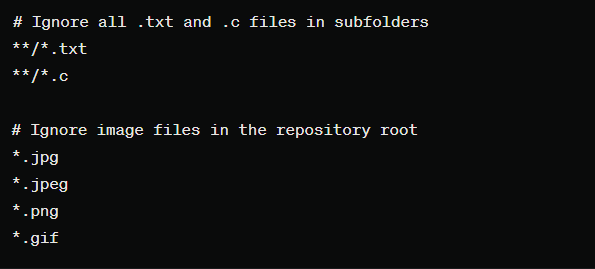 # Ignore all .txt and .c files in subfolders
**/*.txt
**/*.c
# Ignore image files in the repository root
*.jpg
*.jpeg
*.png
*.gif